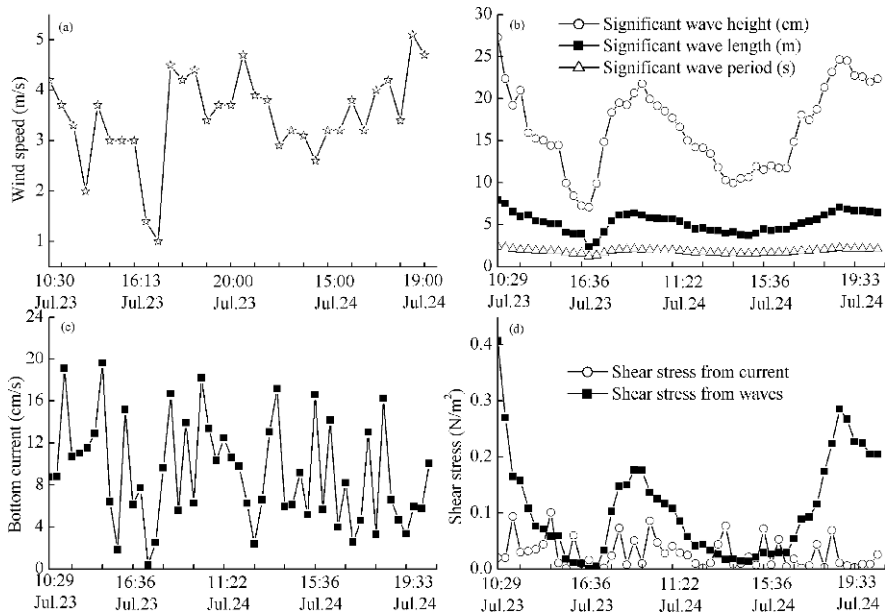 (a)
Wind speed (m/s)
5
4
3
2
1
10:30 16:13 20:00 15:00 19:00
Jul.23 Jul.23 Jul.23 Jul.24 Jul.24
(b)
Significant wave height (cm)
Significant wave length (m)
Significant wave period (s)
30
25
20
15
10
5
0
10:29 16:36 11:22 15:36 19:33
Jul.23 Jul.23 Jul.24 Jul.24 Jul.24
(c)
Bottom current (cm/s)
24
20
16
12
8
4
0
10:29 16:36 11:22 15:36 19:33
Jul.23 Jul.23 Jul.24 Jul.24 Jul.24
(d)
Shear stress from current
Shear stress from waves
Shear stress (N/m²)
0.4
0.3
0.2
0.1
0.0
10:29 16:36 11:22 15:36 19:33
Jul.23 Jul.23 Jul.24 Jul.24 Jul.24